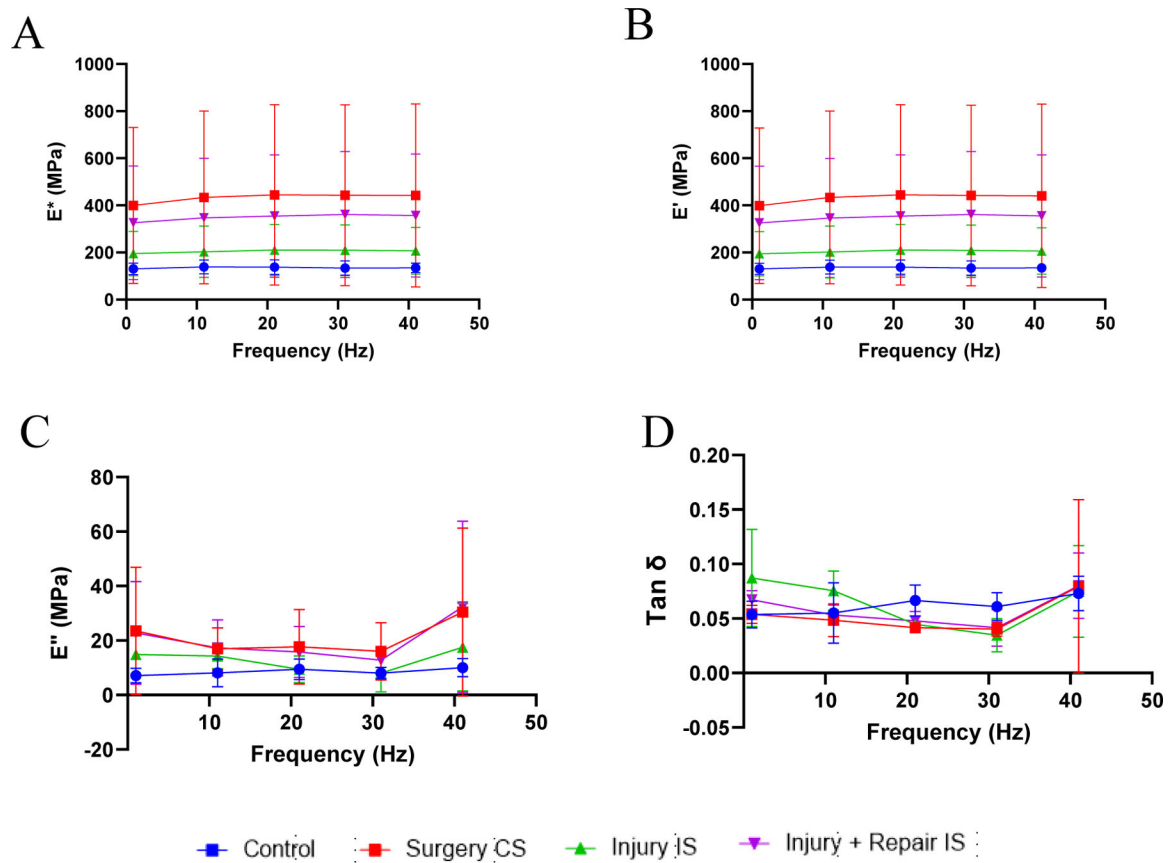 A
E* (MPa)
1000
800
600
400
200
0
0 10 20 30 40 50
Frequency (Hz)
B
E' (MPa)
1000
800
600
400
200
0
0 10 20 30 40 50
Frequency (Hz)
C
E'' (MPa)
80
60
40
20
0
-20
10 20 30 40 50
Frequency (Hz)
D
Tan δ
0.20
0.15
0.10
0.05
0.00
-0.05
10 20 30 40 50
Frequency (Hz)
Control Surgery CS Injury IS Injury + Repair IS